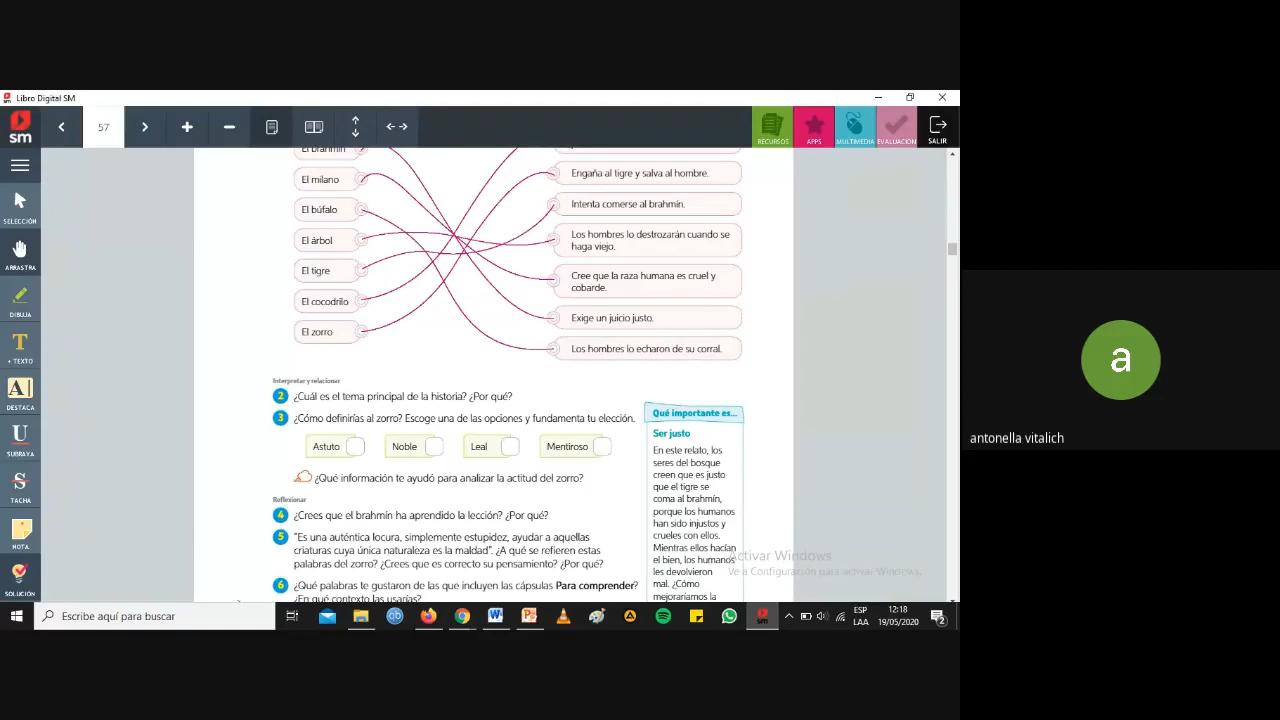 Libro Digital SM
sm
57
RECURSOS
APPS
MULTIMEDIA
EVALUACIÓN
SALIR
SELECCIÓN
ARRASTRA
DIBUJA
+ TEXTO
DESTACA
SUBRAYA
TACHA
NOTA
SOLUCIÓN
El brahmín
El milano
El búfalo
El árbol
El tigre
El cocodrilo
El zorro
Engaña al tigre y salva al hombre.
Intenta comerse al brahmín.
Los hombres lo destrozarán cuando se
haga viejo.
Cree que la raza humana es cruel y
cobarde.
Exige un juicio justo.
Los hombres lo echaron de su corral.
Interpretar y relacionar
2 ¿Cuál es el tema principal de la historia? ¿Por qué?
3 ¿Cómo definirías al zorro? Escoge una de las opciones y fundamenta tu elección.
Astuto Noble Leal Mentiroso
¿Qué información te ayudó para analizar la actitud del zorro?
Reflexionar
4 ¿Crees que el brahmín ha aprendido la lección? ¿Por qué?
5 "Es una auténtica locura, simplemente estupidez, ayudar a aquellas
criaturas cuya única naturaleza es la maldad". ¿A qué se refieren estas
palabras del zorro? ¿Crees que es correcto su pensamiento? ¿Por qué?
6 ¿Qué palabras te gustaron de las que incluyen las cápsulas Para comprender?
¿En qué contexto las usarías?
Qué importante es...
Ser justo
En este relato, los
seres del bosque
creen que es justo
que el tigre se
coma al brahmín,
porque los humanos
han sido injustos y
crueles con ellos.
Mientras ellos hacían
el bien, los humanos
les devolvieron
mal. ¿Cómo
mejoraríamos la
Activar Windows
Ve a Configuración para activar Windows.
Escribe aquí para buscar
ESP
LAA
12:18
19/05/2020
2
a
antonella vitalich